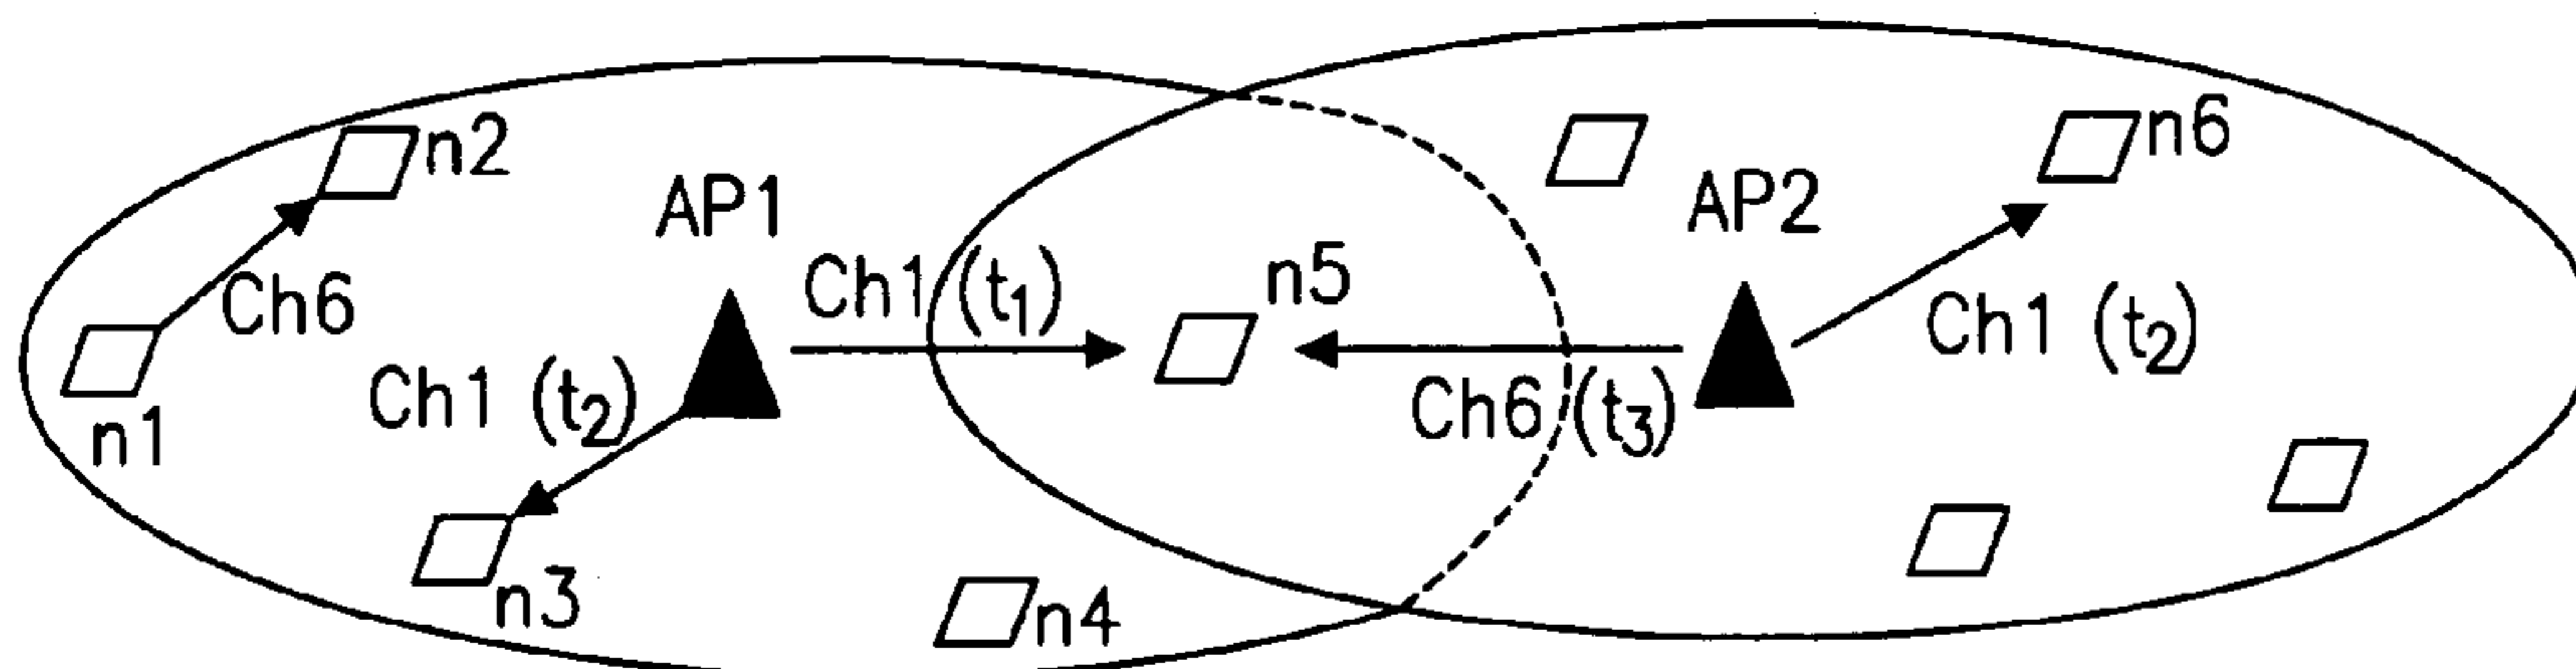 n2
n6
AP1
AP2
Ch1 (t1)
n5
Ch6
Ch1 (t2)
Ch1 (t2)
Ch6 (t3)
n1
n3
n4